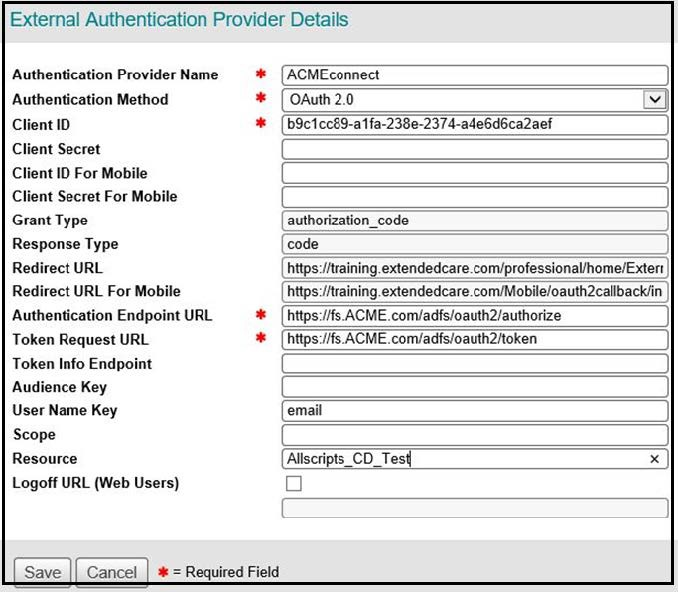 External Authentication Provider Details
Authentication Provider Name * ACMEconnect
Authentication Method * OAuth 2.0
Client ID * b9c1cc89-a1fa-238e-2374-a4e6d6ca2aef
Client Secret
Client ID For Mobile
Client Secret For Mobile
Grant Type authorization_code
Response Type code
Redirect URL https://training.extendedcare.com/professional/home/Extern
Redirect URL For Mobile https://training.extendedcare.com/Mobile/oauth2callback/in
Authentication Endpoint URL * https://fs.ACME.com/adfs/oauth2/authorize
Token Request URL * https://fs.ACME.com/adfs/oauth2/token
Token Info Endpoint
Audience Key
User Name Key email
Scope
Resource Allscripts_CD_Test ×
Logoff URL (Web Users)
Save Cancel * = Required Field